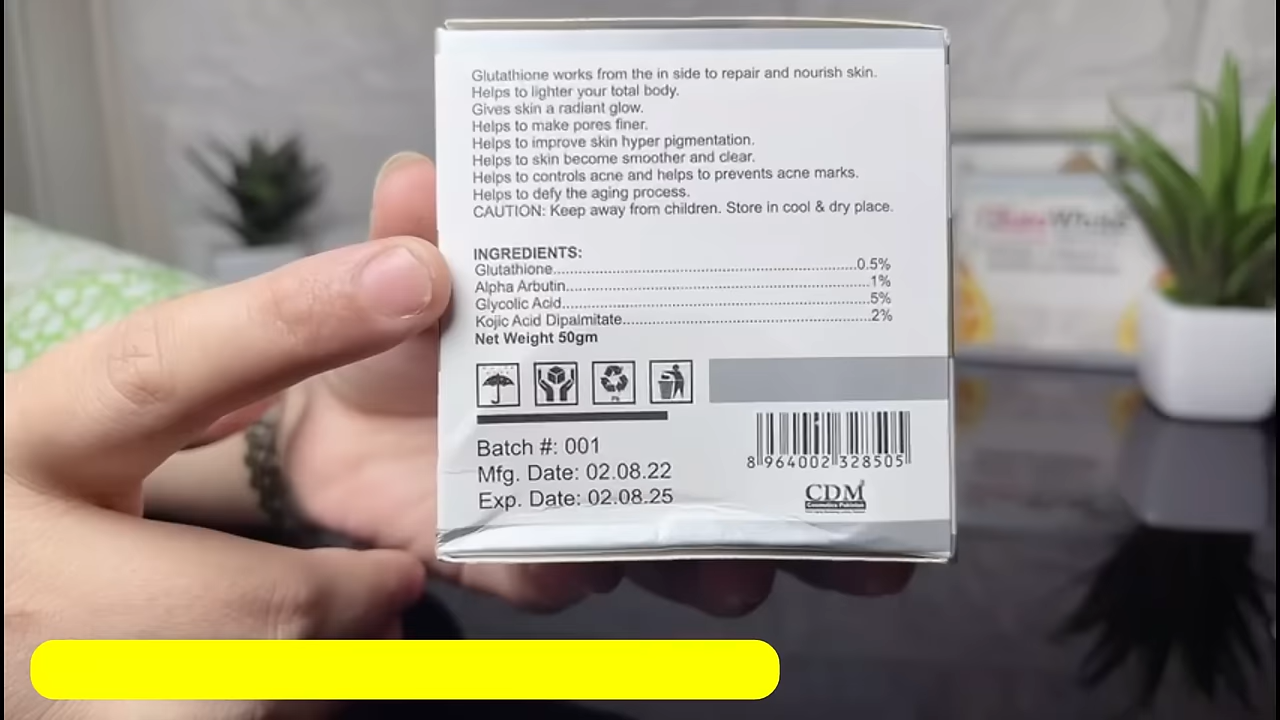 Glutathione works from the in side to repair and nourish skin.
Helps to lighter your total body.
Gives skin a radiant glow.
Helps to make pores finer.
Helps to improve skin hyper pigmentation.
Helps to skin become smoother and clear.
Helps to controls acne and helps to prevents acne marks.
Helps to defy the aging process.
CAUTION: Keep away from children. Store in cool & dry place.
INGREDIENTS:
Glutathione..........................................................0.5%
Alpha Arbutin..........................................................1%
Glycolic Acid..........................................................5%
Kojic Acid Dipalmitate..................................................2%
Net Weight 50gm
Batch #: 001
Mfg. Date: 02.08.22
Exp. Date: 02.08.25
8 964002 328505
CDM
Cosmetics Pakistan